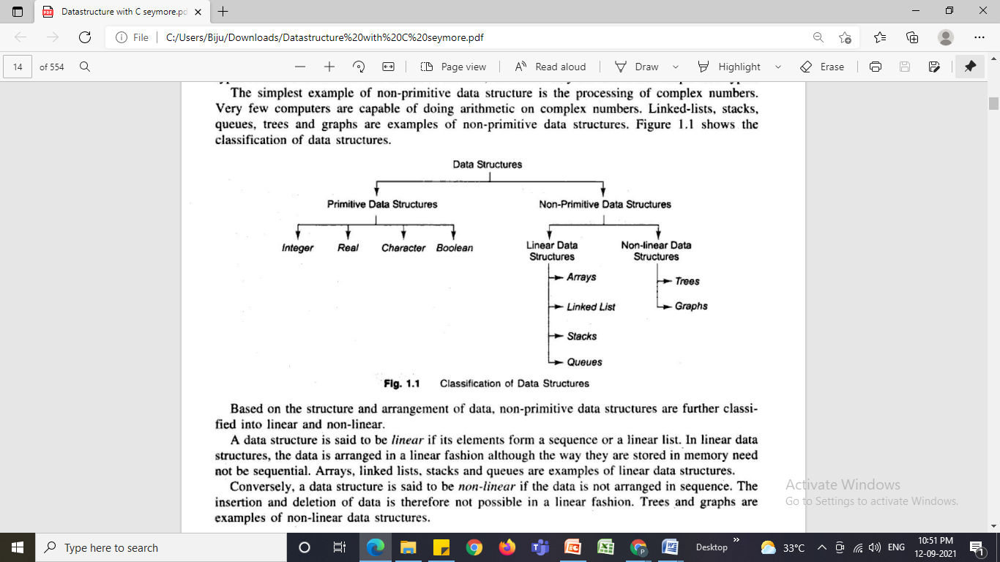 Datastructure with C seymore.pd
File
C:/Users/Biju/Downloads/Datastructure%20with%20C%20seymore.pdf
14
of 554
Page view
Read aloud
Draw
Highlight
Erase
The simplest example of non-primitive data structure is the processing of complex numbers.
Very few computers are capable of doing arithmetic on complex numbers. Linked-lists, stacks,
queues, trees and graphs are examples of non-primitive data structures. Figure 1.1 shows the
classification of data structures.
Data Structures
Primitive Data Structures
Non-Primitive Data Structures
Integer
Real
Character
Boolean
Linear Data
Structures
Non-linear Data
Structures
Arrays
Trees
Linked List
Graphs
Stacks
Queues
Fig. 1.1 Classification of Data Structures
Based on the structure and arrangement of data, non-primitive data structures are further classi-
fied into linear and non-linear.
A data structure is said to be linear if its elements form a sequence or a linear list. In linear data
structures, the data is arranged in a linear fashion although the way they are stored in memory need
not be sequential. Arrays, linked lists, stacks and queues are examples of linear data structures.
Conversely, a data structure is said to be non-linear if the data is not arranged in sequence. The
insertion and deletion of data is therefore not possible in a linear fashion. Trees and graphs are
examples of non-linear data structures.
Activate Windows
Go to Settings to activate Windows.
Type here to search
Desktop
33°C
ENG
10:51 PM
12-09-2021
1